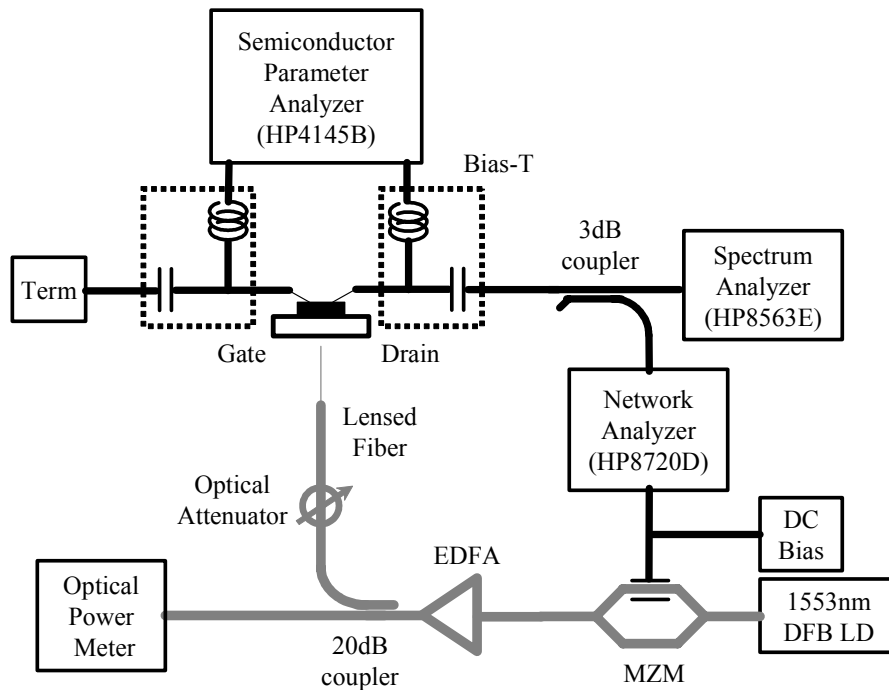 Semiconductor
Parameter
Analyzer
(HP4145B)
Bias-T
3dB
coupler
Spectrum
Analyzer
(HP8563E)
Term
Gate
Drain
Network
Analyzer
(HP8720D)
Lensed
Fiber
Optical
Attenuator
DC
Bias
EDFA
Optical
Power
Meter
1553nm
DFB LD
20dB
coupler
MZM